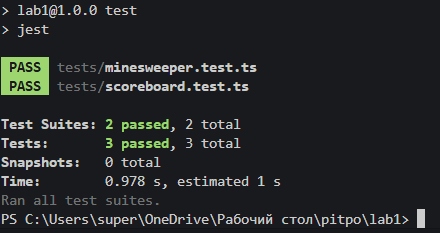 > lab1@1.0.0 test
> jest
PASS tests/minesweeper.test.ts
PASS tests/scoreboard.test.ts
Test Suites: 2 passed, 2 total
Tests: 3 passed, 3 total
Snapshots: 0 total
Time: 0.978 s, estimated 1 s
Ran all test suites.
PS C:\Users\super\OneDrive\Рабочий стол\pitpo\lab1>